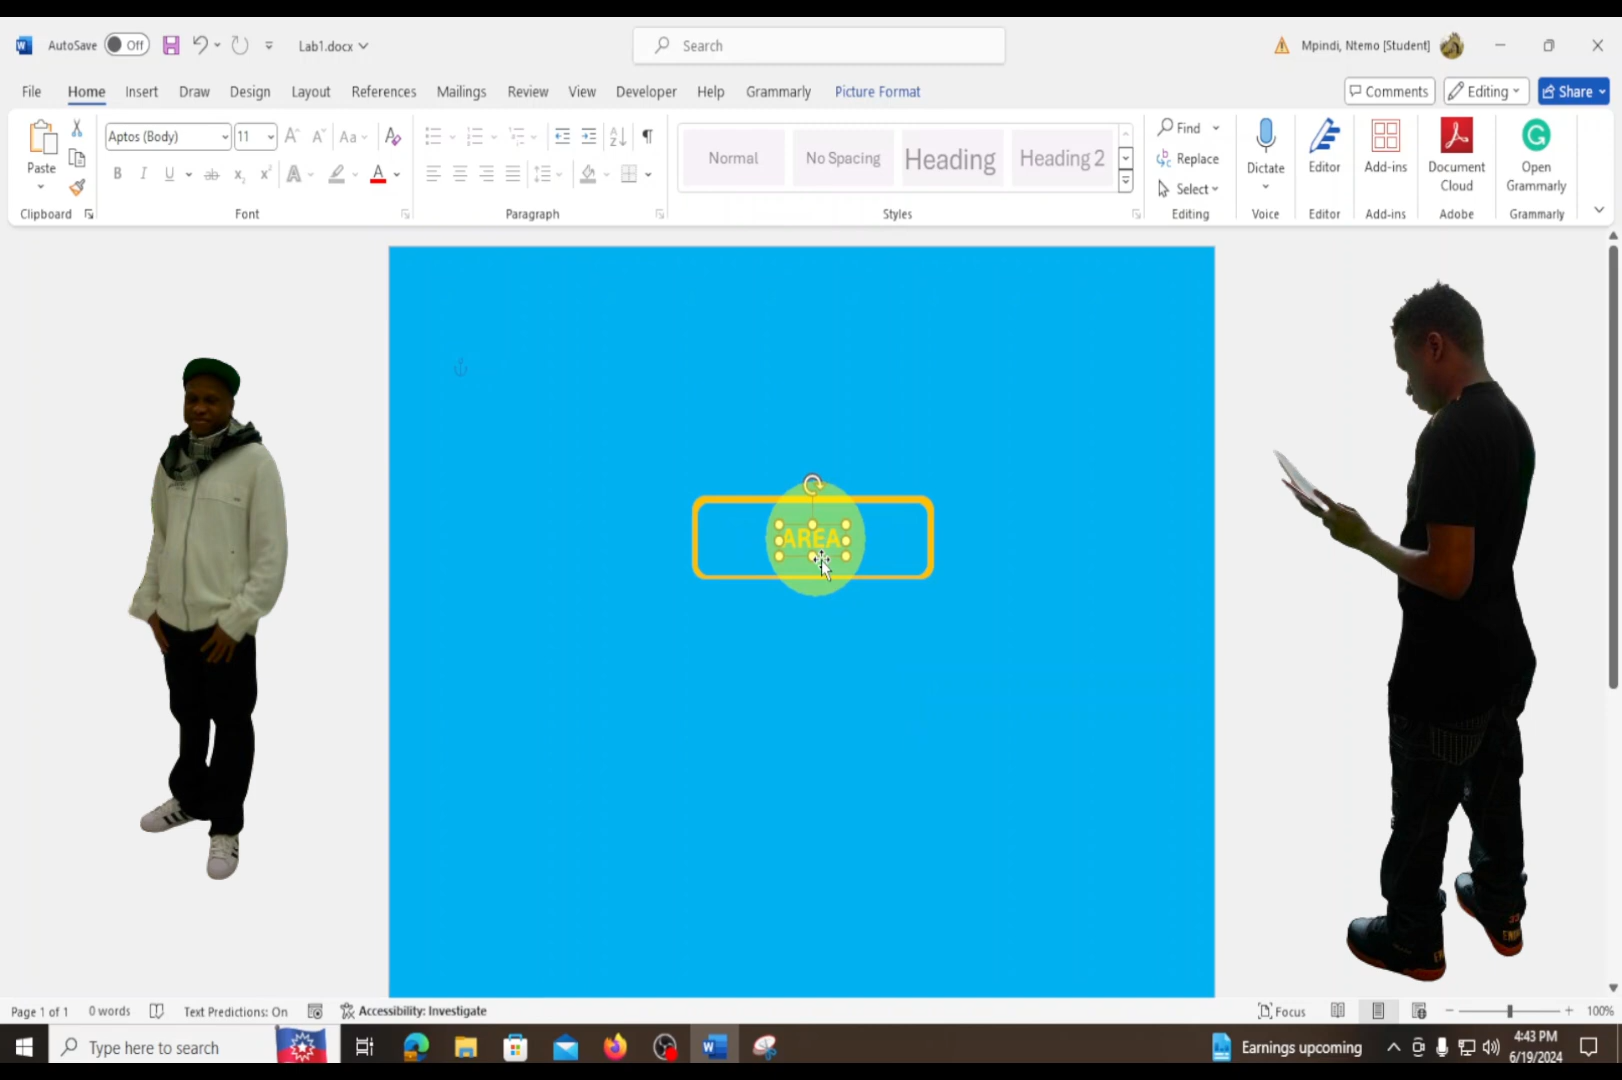 AutoSave Off Lab1.docx Search Mpindi, Ntemo [Student]
File Home Insert Draw Design Layout References Mailings Review View Developer Help Grammarly Picture Format Comments Editing Share
Paste
Aptos (Body) 11
Normal No Spacing Heading Heading 2
Find
Replace
Select
Dictate Editor Add-ins Document Cloud Open Grammarly
Clipboard Font Paragraph Styles Editing Voice Editor Add-ins Adobe Grammarly
AREA
Page 1 of 1 0 words Text Predictions: On Accessibility: Investigate Focus 100%
Type here to search Earnings upcoming 4:43 PM
6/19/2024